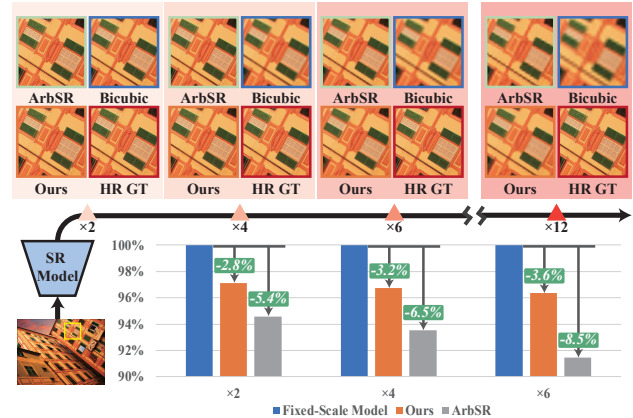 ArbSR Bicubic ArbSR Bicubic ArbSR Bicubic ArbSR Bicubic
Ours HR GT Ours HR GT Ours HR GT Ours HR GT
×2 ×4 ×6 ×12
SR
Model
100%
98%
96%
94%
92%
90%
-2.8%
-5.4%
-3.2%
-6.5%
-3.6%
-8.5%
×2 ×4 ×6
Fixed-Scale Model Ours ArbSR